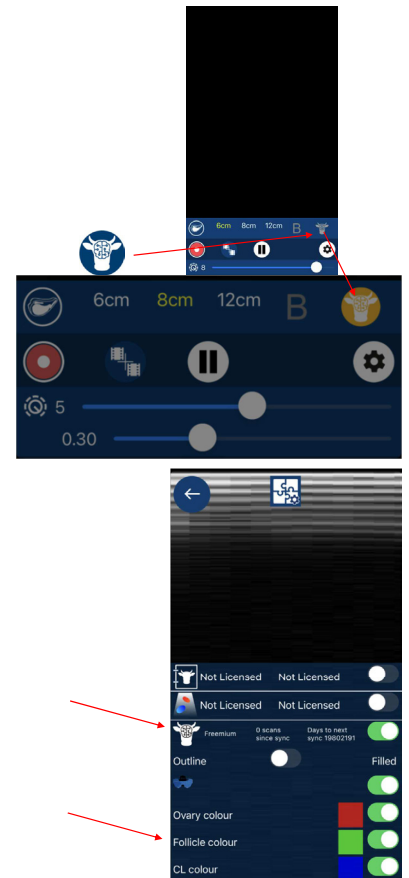 6cm 8cm 12cm B
8
6cm 8cm 12cm B
5
0.30
Not Licensed Not Licensed
Not Licensed Not Licensed
Freemium 0 scans since sync Days to next sync 19802191
Outline Filled
Ovary colour
Follicle colour
CL colour